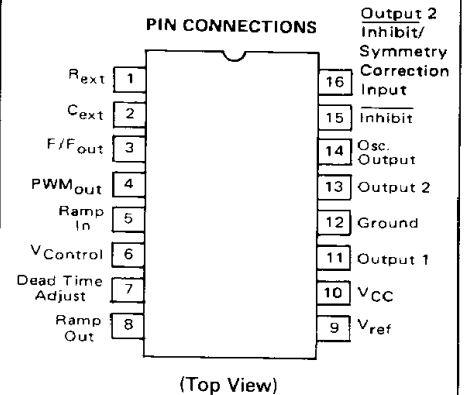 PIN CONNECTIONS
Rext 1
Cext 2
F/Fout 3
PWMout 4
Ramp
In 5
VControl 6
Dead Time
Adjust 7
Ramp
Out 8
Output 2
Inhibit/
Symmetry
Correction
Input 16
15 Inhibit
14 Osc.
Output
13 Output 2
12 Ground
11 Output 1
10 VCC
9 Vref
(Top View)